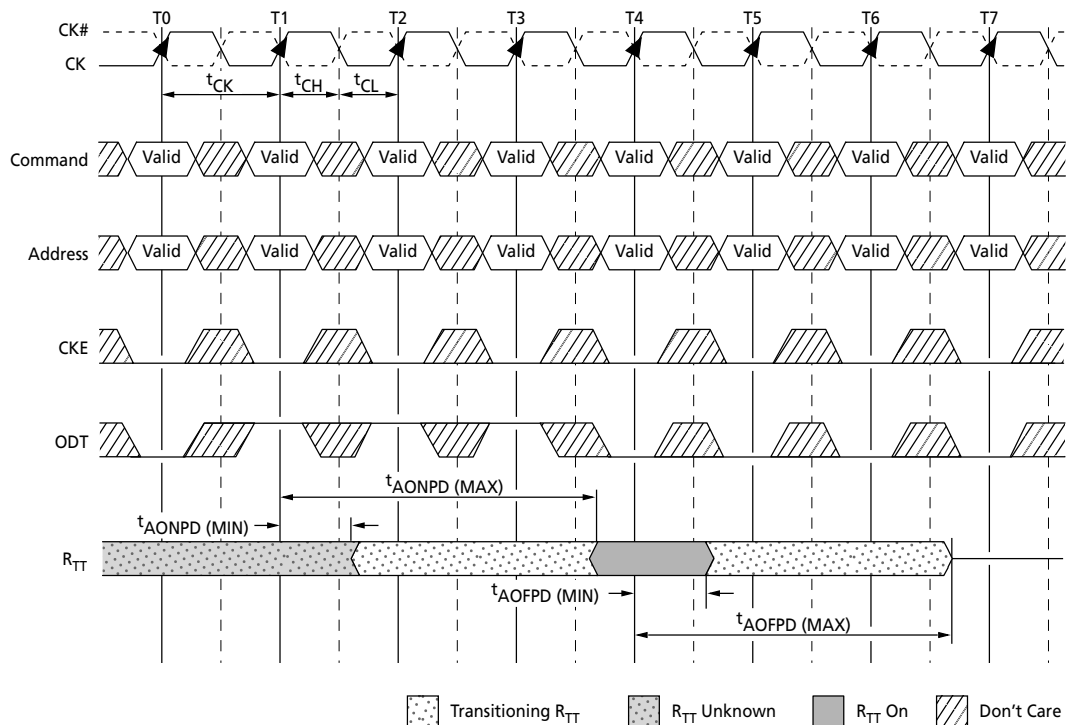 T0 T1 T2 T3 T4 T5 T6 T7
CK#
CK
tCK tCH tCL
Command Valid Valid Valid Valid Valid Valid Valid Valid
Address Valid Valid Valid Valid Valid Valid Valid Valid
CKE
ODT
tAONPD (MAX)
tAONPD (MIN)
RTT
tAOFPD (MIN)
tAOFPD (MAX)
Transitioning RTT RTT Unknown RTT On Don't Care